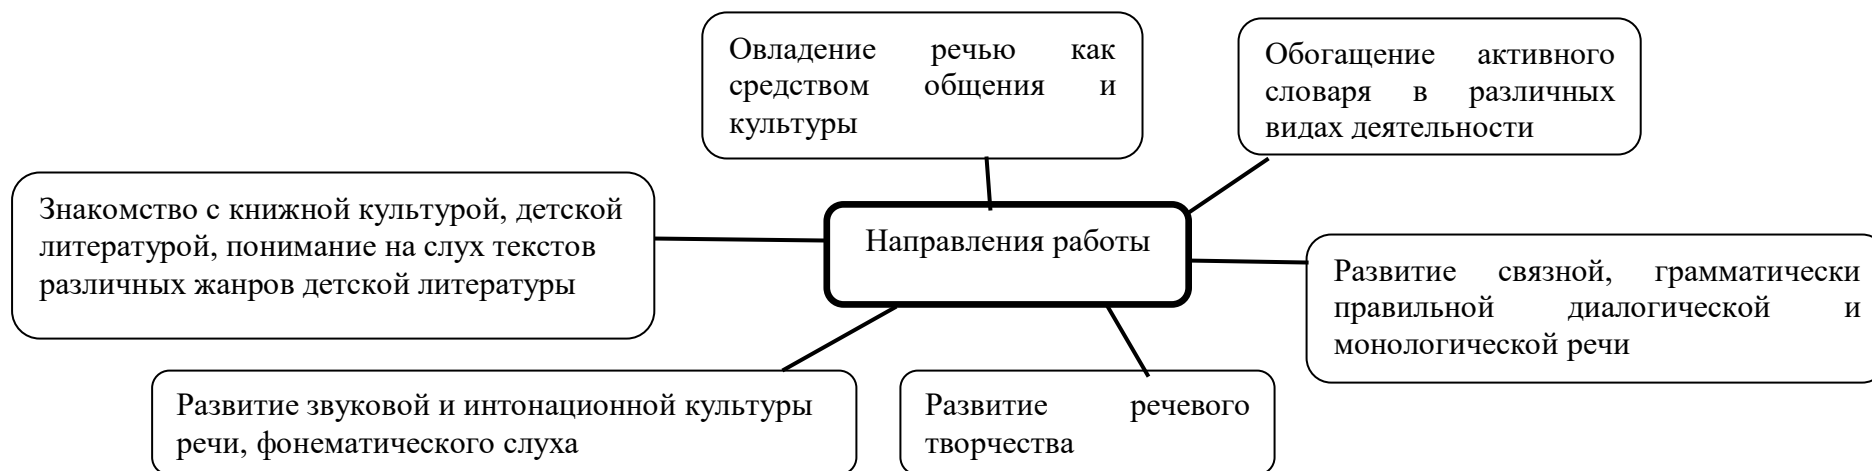 Овладение речью как
средством общения и
культуры
Обогащение активного
словаря в различных
видах деятельности
Знакомство с книжной культурой, детской
литературой, понимание на слух текстов
различных жанров детской литературы
Направления работы
Развитие связной, грамматически
правильной диалогической и
монологической речи
Развитие звуковой и интонационной культуры
речи, фонематического слуха
Развитие речевого
творчества